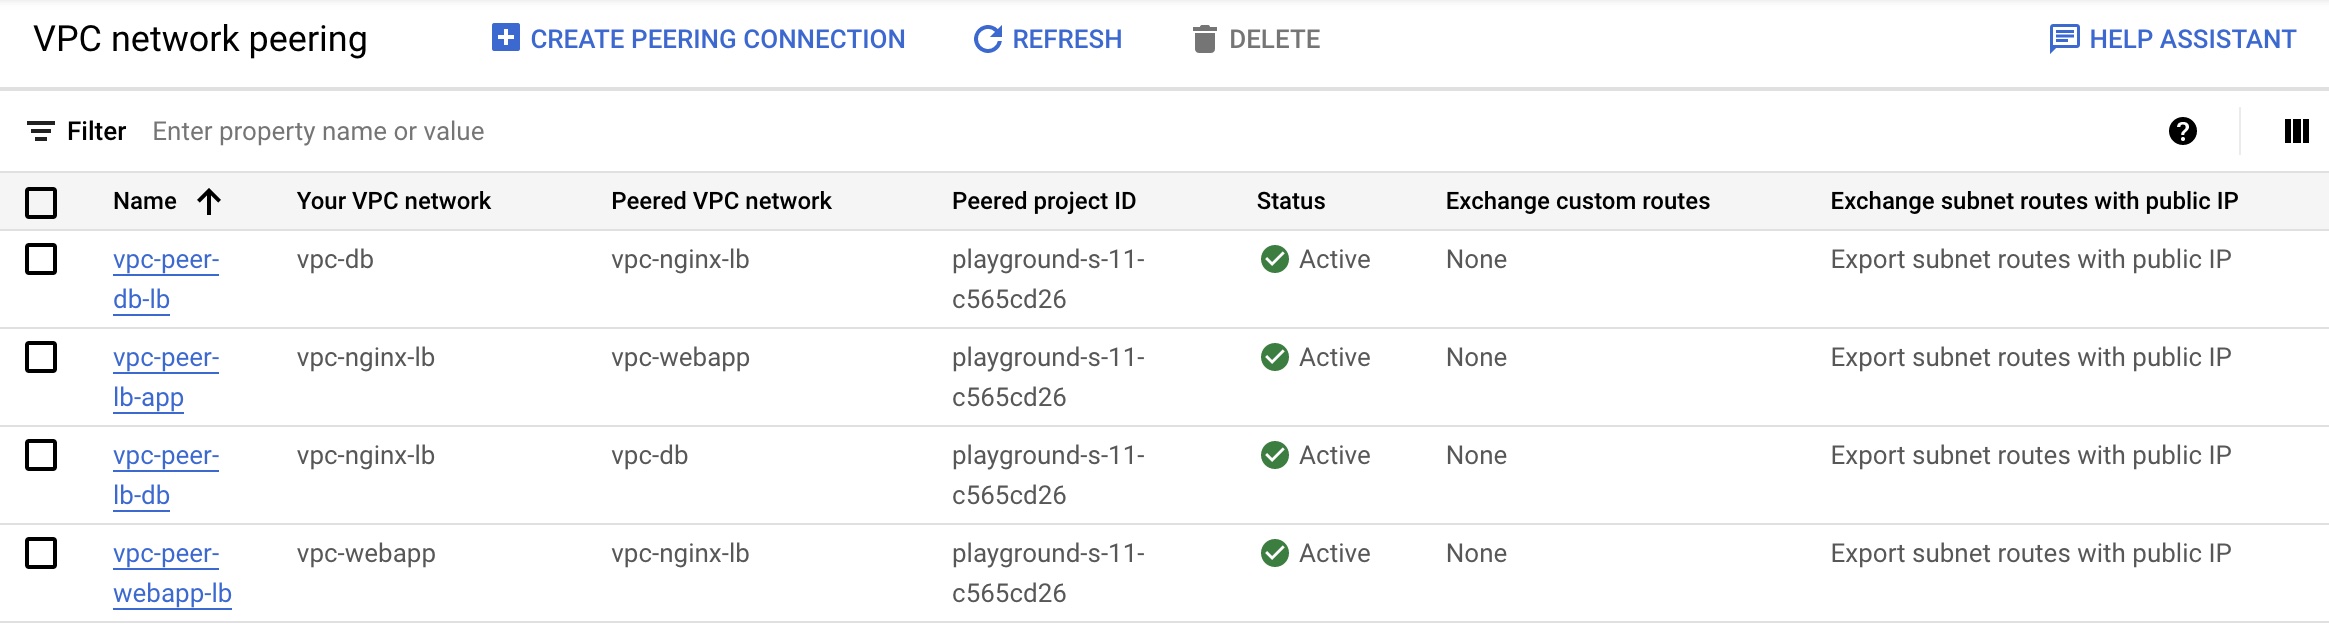 VPC network peering CREATE PEERING CONNECTION REFRESH DELETE HELP ASSISTANT
Filter Enter property name or value
Name Your VPC network Peered VPC network Peered project ID Status Exchange custom routes Exchange subnet routes with public IP
vpc-peer- vpc-db vpc-nginx-lb playground-s-11- Active None Export subnet routes with public IP
db-lb c565cd26
vpc-peer- vpc-nginx-lb vpc-webapp playground-s-11- Active None Export subnet routes with public IP
lb-app c565cd26
vpc-peer- vpc-nginx-lb vpc-db playground-s-11- Active None Export subnet routes with public IP
lb-db c565cd26
vpc-peer- vpc-webapp vpc-nginx-lb playground-s-11- Active None Export subnet routes with public IP
webapp-lb c565cd26